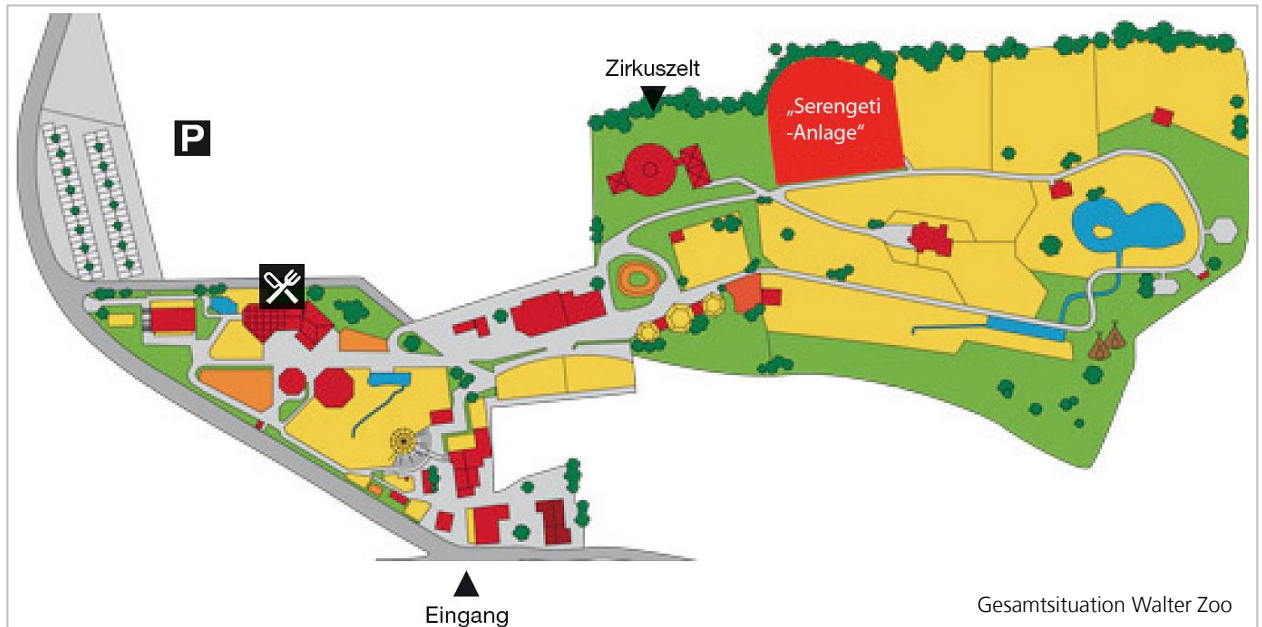 Zirkuszelt
„Serengeti
-Anlage“
P
Eingang
Gesamtsituation Walter Zoo